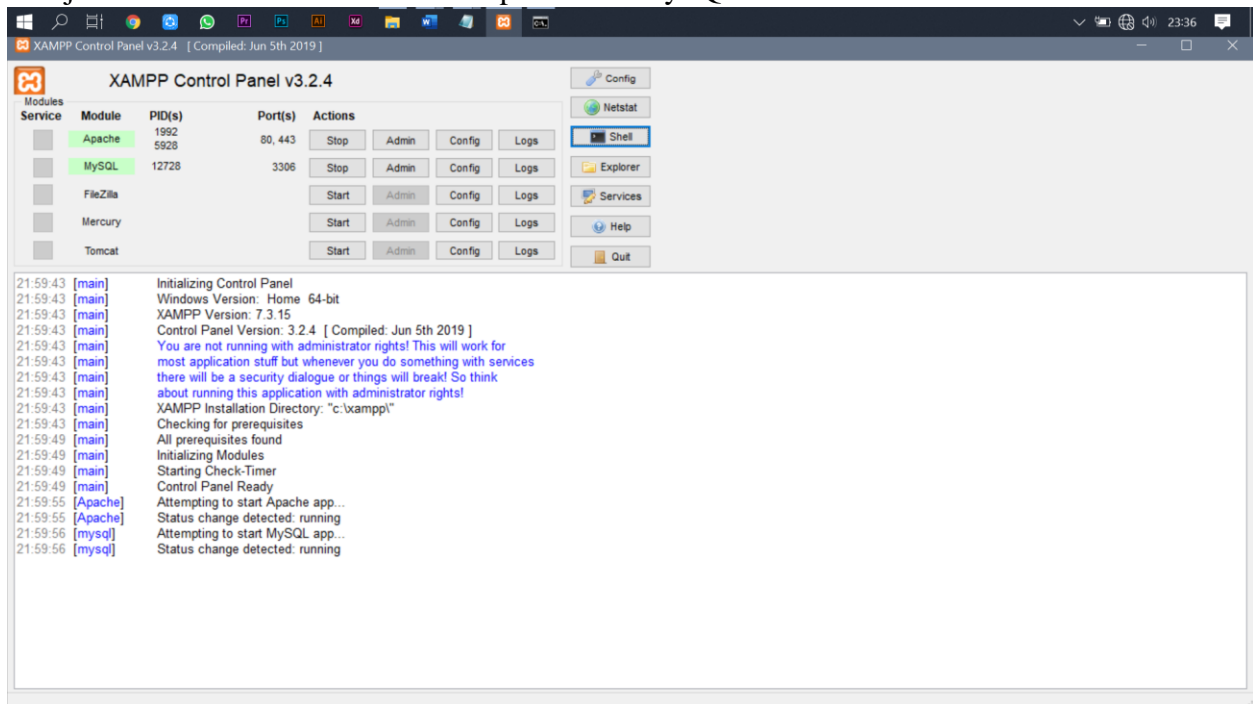 23:36
XAMPP Control Panel v3.2.4 [ Compiled: Jun 5th 2019 ]
XAMPP Control Panel v3.2.4
Config
Modules
Netstat
Service Module PID(s) Port(s) Actions
Apache 1992 5928 80, 443 Stop Admin Config Logs
Shell
MySQL 12728 3306 Stop Admin Config Logs
Explorer
FileZilla Start Admin Config Logs
Services
Mercury Start Admin Config Logs
Help
Tomcat Start Admin Config Logs
Quit
21:59:43 [main] Initializing Control Panel
21:59:43 [main] Windows Version: Home 64-bit
21:59:43 [main] XAMPP Version: 7.3.15
21:59:43 [main] Control Panel Version: 3.2.4 [ Compiled: Jun 5th 2019 ]
21:59:43 [main] You are not running with administrator rights! This will work for
21:59:43 [main] most application stuff but whenever you do something with services
21:59:43 [main] there will be a security dialogue or things will break! So think
21:59:43 [main] about running this application with administrator rights!
21:59:43 [main] XAMPP Installation Directory: "c:\xampp\"
21:59:43 [main] Checking for prerequisites
21:59:49 [main] All prerequisites found
21:59:49 [main] Initializing Modules
21:59:49 [main] Starting Check-Timer
21:59:49 [main] Control Panel Ready
21:59:55 [Apache] Attempting to start Apache app...
21:59:55 [Apache] Status change detected: running
21:59:56 [mysql] Attempting to start MySQL app...
21:59:56 [mysql] Status change detected: running